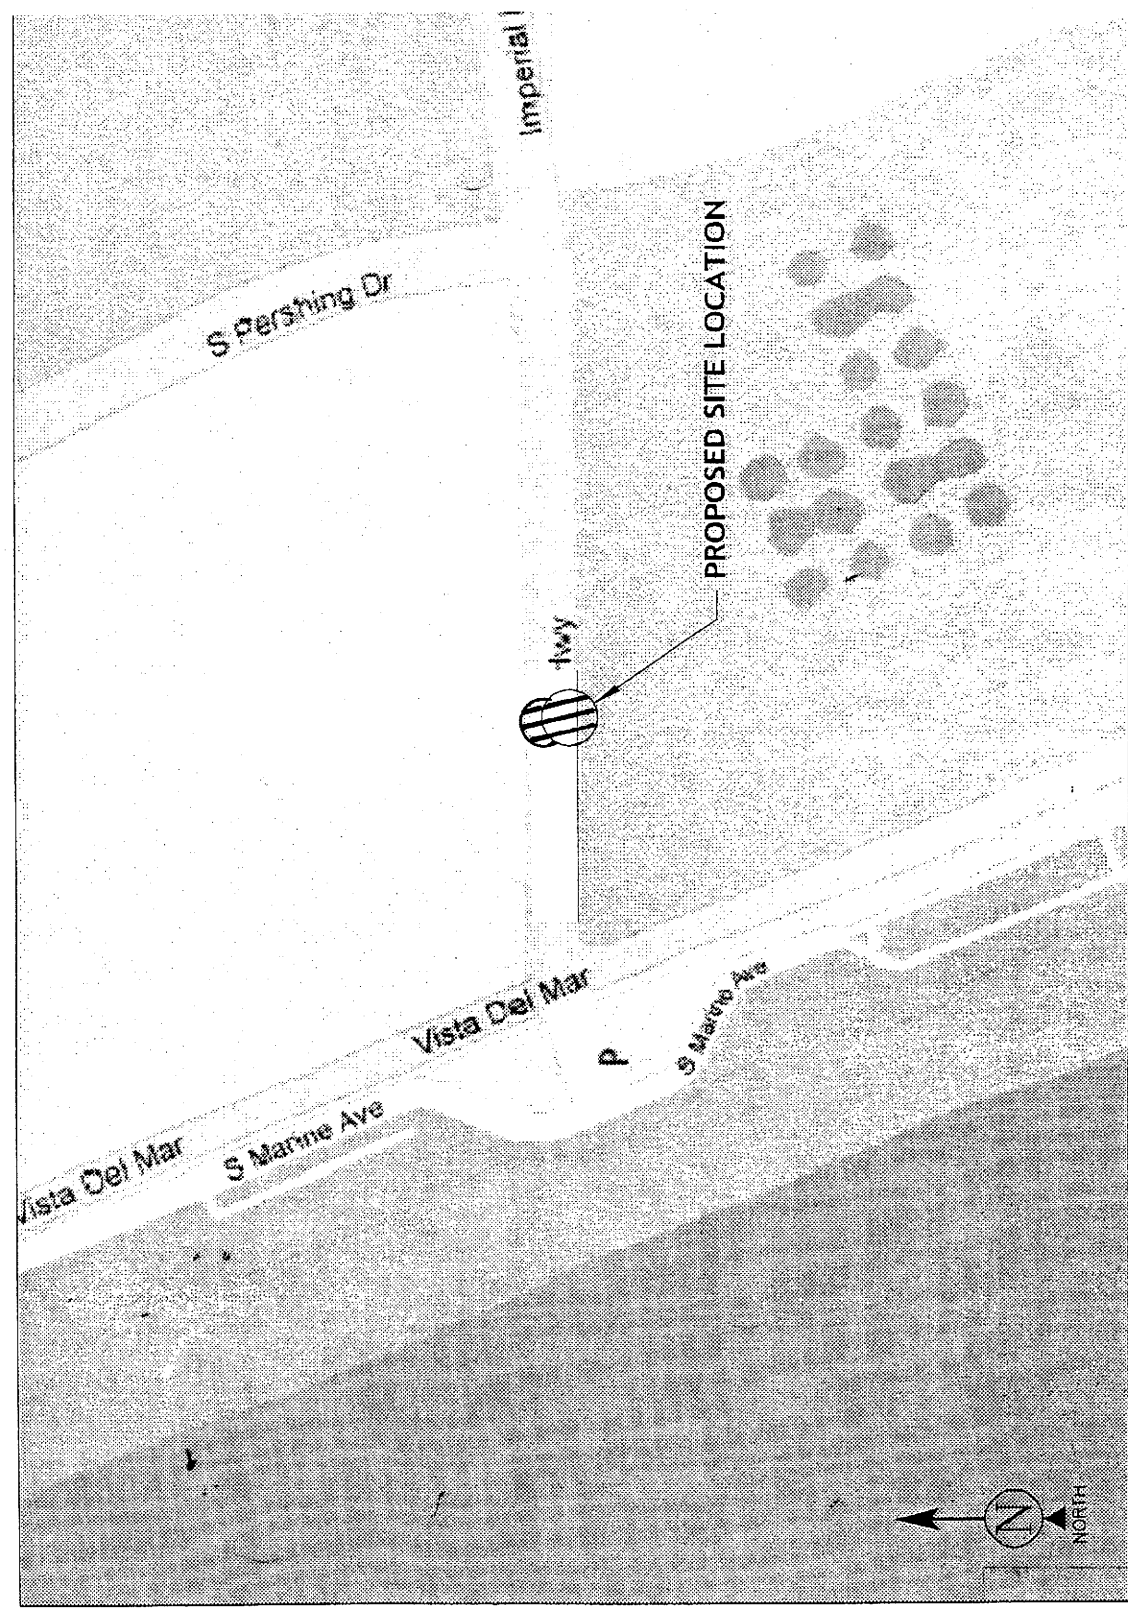 Imperial
S Pershing Dr
PROPOSED SITE LOCATION
Hwy
Vista Del Mar
P
S Marine Ave
S Marine Ave
Vista Del Mar
N
NORTH